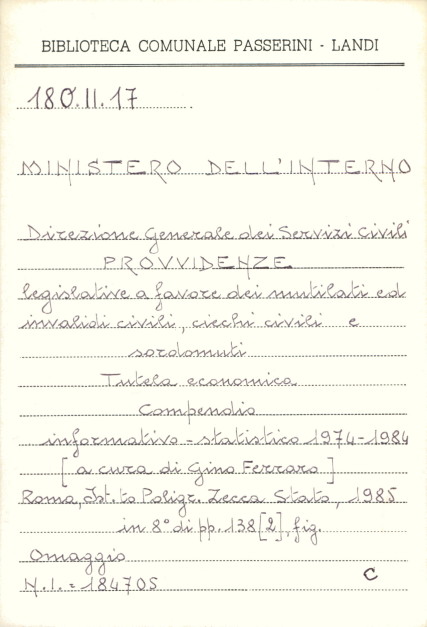 BIBLIOTECA COMUNALE PASSERINI - LANDI
180.II.17
MINISTERO DELL'INTERNO
Direzione Generale dei Servizi Civili
PROVVIDENZE
legislative a favore dei mutilati ed
invalidi civili, ciechi civili e
sordomuti
Tutela economica
Compendio
informativo - statistico 1974-1984
[a cura di Gino Ferraro]
Roma, Ist. to Poligr. Zecca Stato, 1985
in 8° di pp. 138 [2], fig.
Omaggio
N.I. = 184705
C